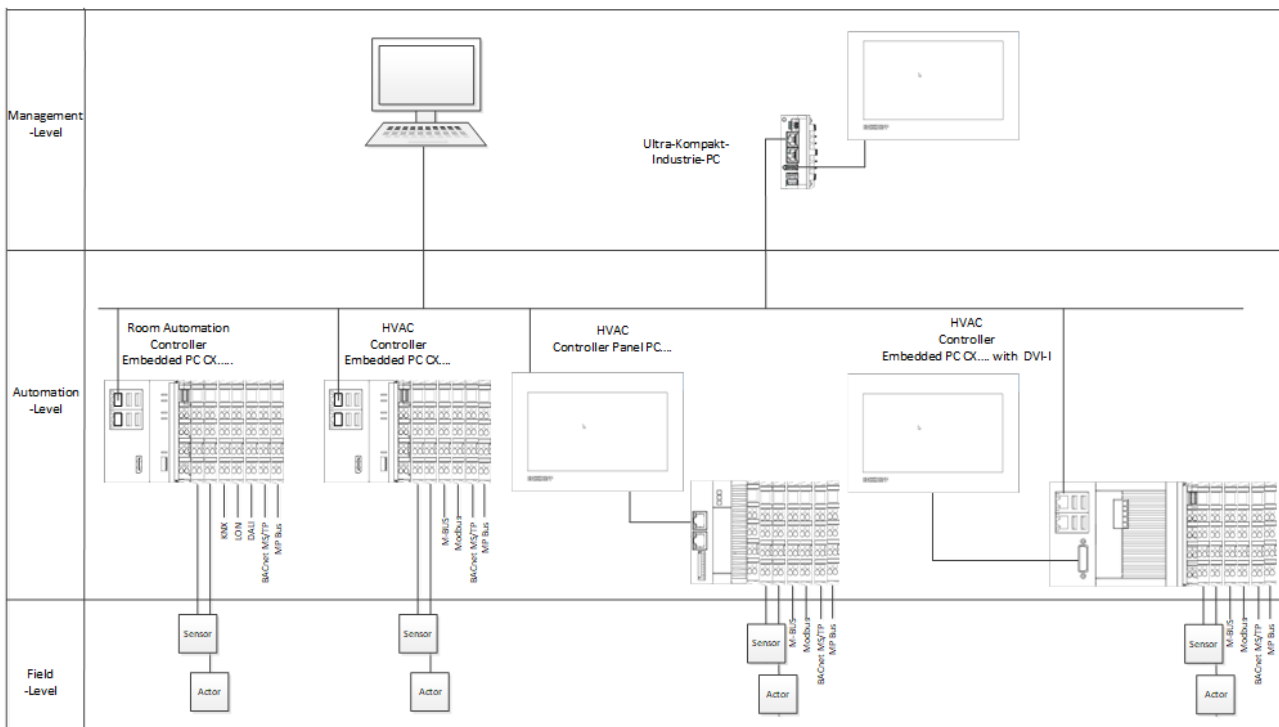 Management
-Level
Ultra-Kompakt-
Industrie-PC
Automation
-Level
Room Automation
Controller
Embedded PC CX.....
HVAC
Controller
Embedded PC CX....
HVAC
Controller Panel PC....
HVAC
Controller
Embedded PC CX.... with DVI-I
KNX
LON
DALI
BACnet MS/TP
MP Bus
M-BUS
Modbus
BACnet MS/TP
MP Bus
M-BUS
Modbus
BACnet MS/TP
MP Bus
M-BUS
Modbus
BACnet MS/TP
MP Bus
Field
-Level
Sensor
Actor
Sensor
Actor
Sensor
Actor
Sensor
Actor